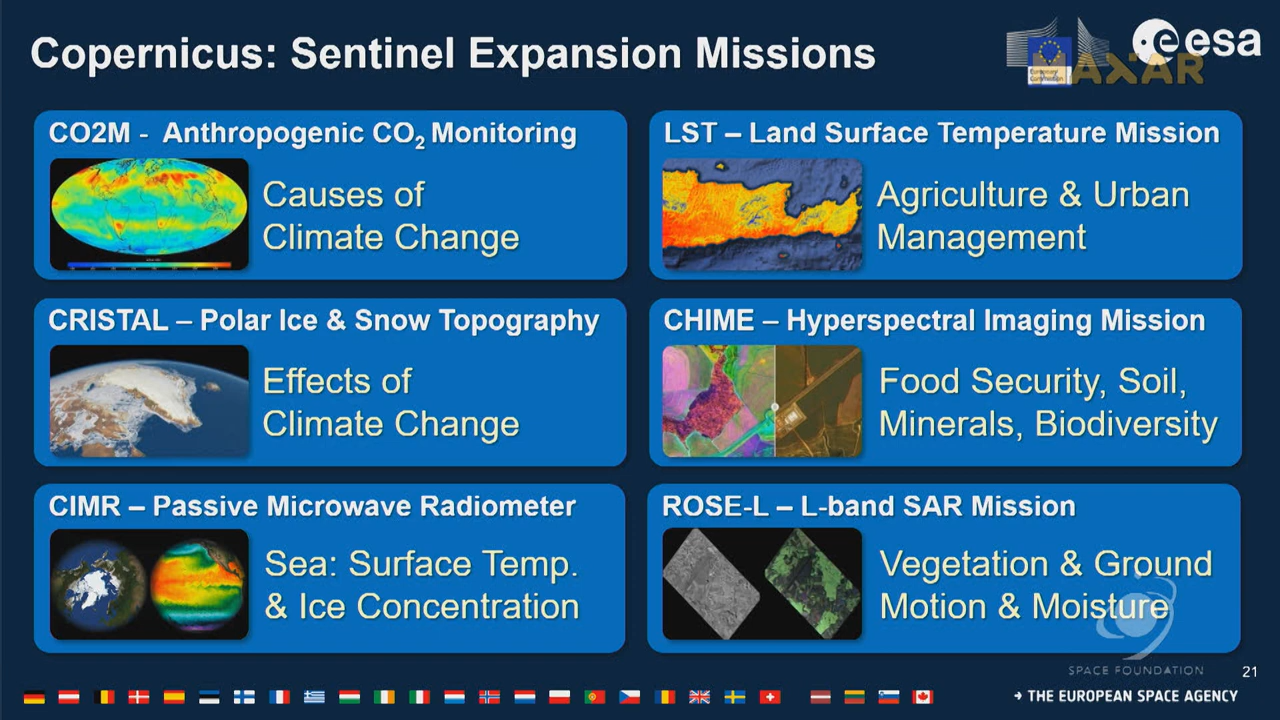 Copernicus: Sentinel Expansion Missions
European
Commission
MAXAR
esa
CO2M - Anthropogenic CO₂ Monitoring
Causes of
Climate Change
LST – Land Surface Temperature Mission
Agriculture & Urban
Management
CRISTAL – Polar Ice & Snow Topography
Effects of
Climate Change
CHIME – Hyperspectral Imaging Mission
Food Security, Soil,
Minerals, Biodiversity
CIMR – Passive Microwave Radiometer
Sea: Surface Temp.
& Ice Concentration
ROSE-L – L-band SAR Mission
Vegetation & Ground
Motion & Moisture
SPACE FOUNDATION
21
→ THE EUROPEAN SPACE AGENCY